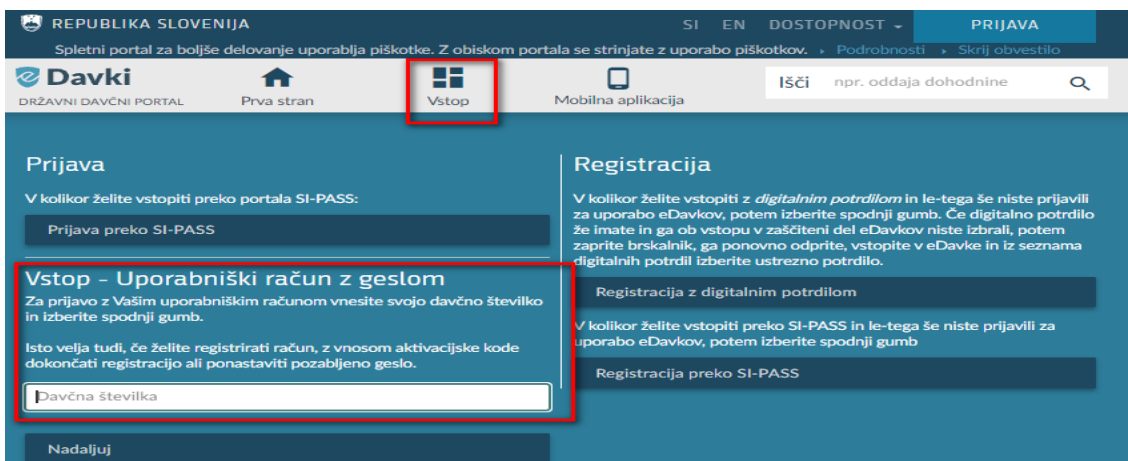 REPUBLIKA SLOVENIJA
SI EN DOSTOPNOST PRIJAVA
Spletni portal za boljše delovanje uporablja piškotke. Z obiskom portala se strinjate z uporabo piškotkov. Podrobnosti Skrij obvestilo
Davki
DRŽAVNI DAVČNI PORTAL
Prva stran
Vstop
Mobilna aplikacija
Išči npr. oddaja dohodnine
Prijava
V kolikor želite vstopiti preko portala SI-PASS:
Prijava preko SI-PASS
Vstop - Uporabniški račun z geslom
Za prijavo z Vašim uporabniškim računom vnesite svojo davčno številko
in izberite spodnji gumb.
Isto velja tudi, če želite registrirati račun, z vnosom aktivacijske kode
dokončati registracijo ali ponastaviti pozabljeno geslo.
Davčna številka
Nadaljuj
Registracija
V kolikor želite vstopiti z digitalnim potrdilom in le-tega še niste prijavili
za uporabo eDavkov, potem izberite spodnji gumb. Če digitalno potrdilo
že imate in ga ob vstopu v zaščiteni del eDavkov niste izbrali, potem
zaprite brskalnik, ga ponovno odprite, vstopite v eDavke in iz seznama
digitalnih potrdil izberite ustrezno potrdilo.
Registracija z digitalnim potrdilom
V kolikor želite vstopiti preko SI-PASS in le-tega še niste prijavili za
uporabo eDavkov, potem izberite spodnji gumb
Registracija preko SI-PASS